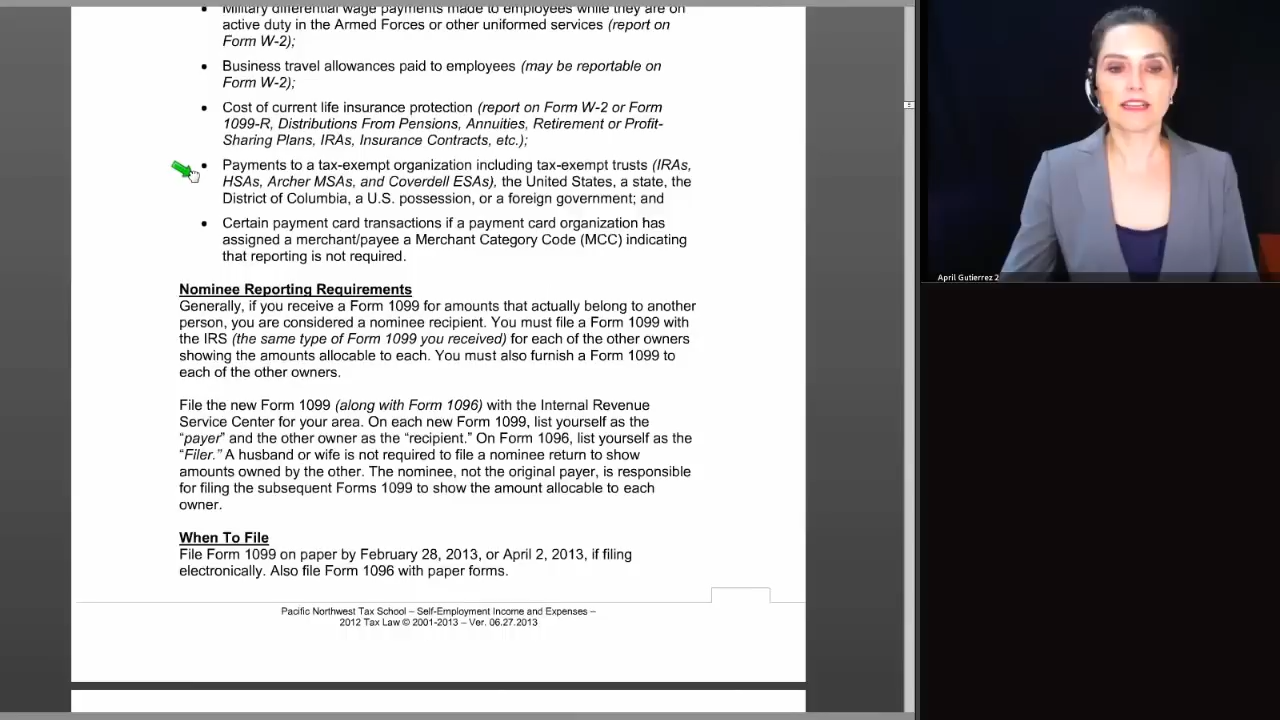 Military differential wage payments made to employees while they are on
active duty in the Armed Forces or other uniformed services (report on
Form W-2);
Business travel allowances paid to employees (may be reportable on
Form W-2);
Cost of current life insurance protection (report on Form W-2 or Form
1099-R, Distributions From Pensions, Annuities, Retirement or Profit-
Sharing Plans, IRAs, Insurance Contracts, etc.);
Payments to a tax-exempt organization including tax-exempt trusts (IRAs,
HSAs, Archer MSAs, and Coverdell ESAs), the United States, a state, the
District of Columbia, a U.S. possession, or a foreign government; and
Certain payment card transactions if a payment card organization has
assigned a merchant/payee a Merchant Category Code (MCC) indicating
that reporting is not required.
Nominee Reporting Requirements
Generally, if you receive a Form 1099 for amounts that actually belong to another
person, you are considered a nominee recipient. You must file a Form 1099 with
the IRS (the same type of Form 1099 you received) for each of the other owners
showing the amounts allocable to each. You must also furnish a Form 1099 to
each of the other owners.
File the new Form 1099 (along with Form 1096) with the Internal Revenue
Service Center for your area. On each new Form 1099, list yourself as the
“payer” and the other owner as the “recipient.” On Form 1096, list yourself as the
“Filer.” A husband or wife is not required to file a nominee return to show
amounts owned by the other. The nominee, not the original payer, is responsible
for filing the subsequent Forms 1099 to show the amount allocable to each
owner.
When To File
File Form 1099 on paper by February 28, 2013, or April 2, 2013, if filing
electronically. Also file Form 1096 with paper forms.
Pacific Northwest Tax School – Self-Employment Income and Expenses –
2012 Tax Law © 2001-2013 – Ver. 06.27.2013
April Gutierrez 2